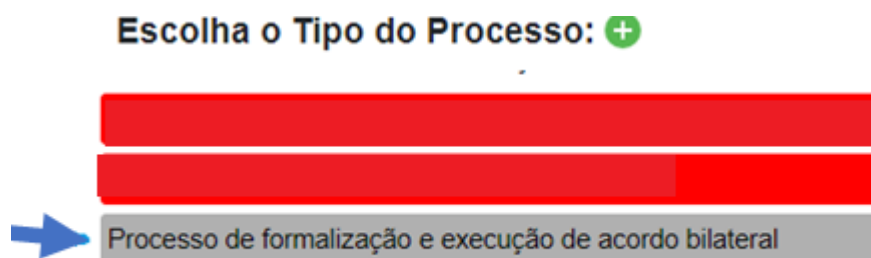 Escolha o Tipo do Processo:
Processo de formalização e execução de acordo bilateral